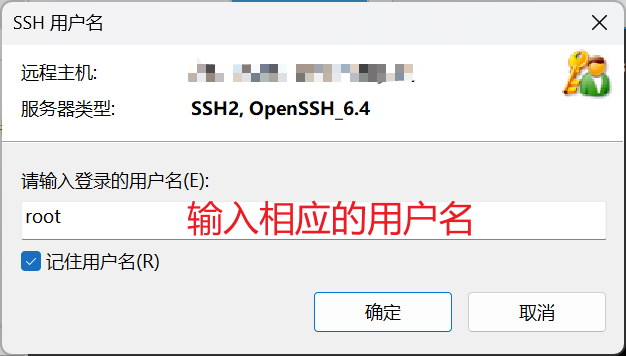 SSH 用户名
远程主机:
服务器类型: SSH2, OpenSSH_6.4
请输入登录的用户名(E):
root 输入相应的用户名
记住用户名(R)
确定 取消